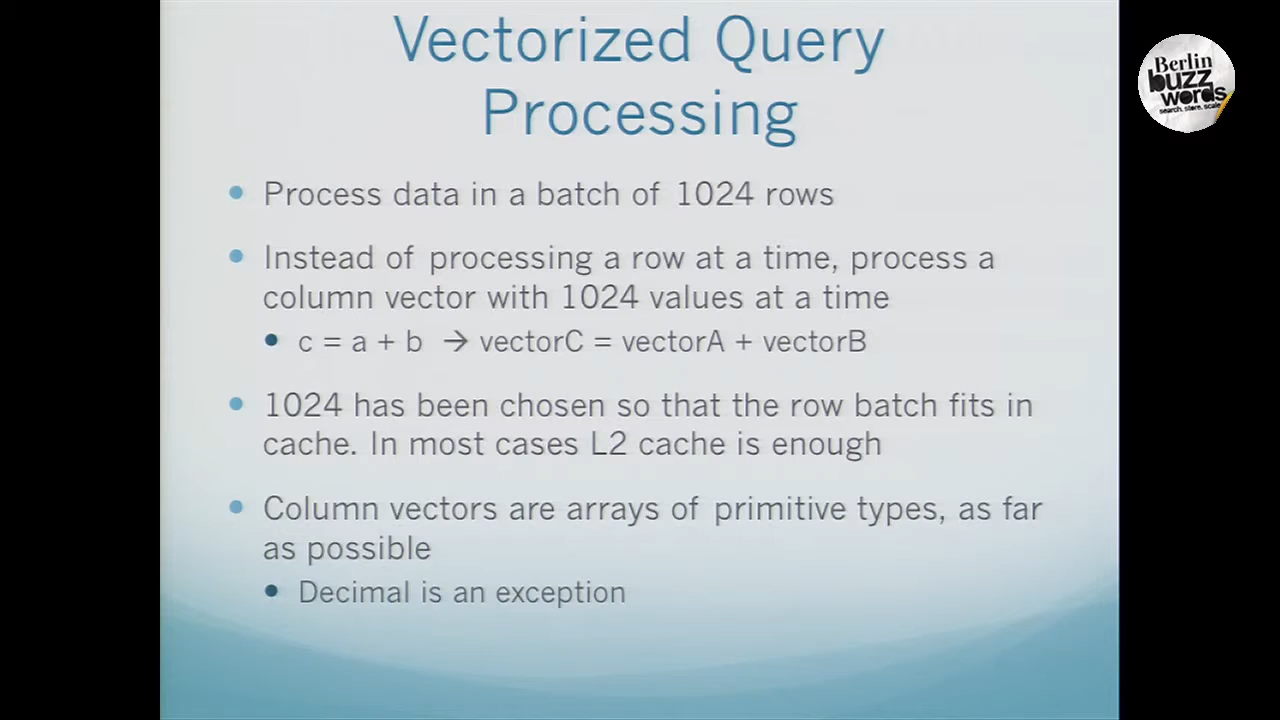 Vectorized Query
Processing
• Process data in a batch of 1024 rows
• Instead of processing a row at a time, process a
column vector with 1024 values at a time
• c = a + b → vectorC = vectorA + vectorB
• 1024 has been chosen so that the row batch fits in
cache. In most cases L2 cache is enough
• Column vectors are arrays of primitive types, as far
as possible
• Decimal is an exception
Berlin
buzz
words
search. store. scale.